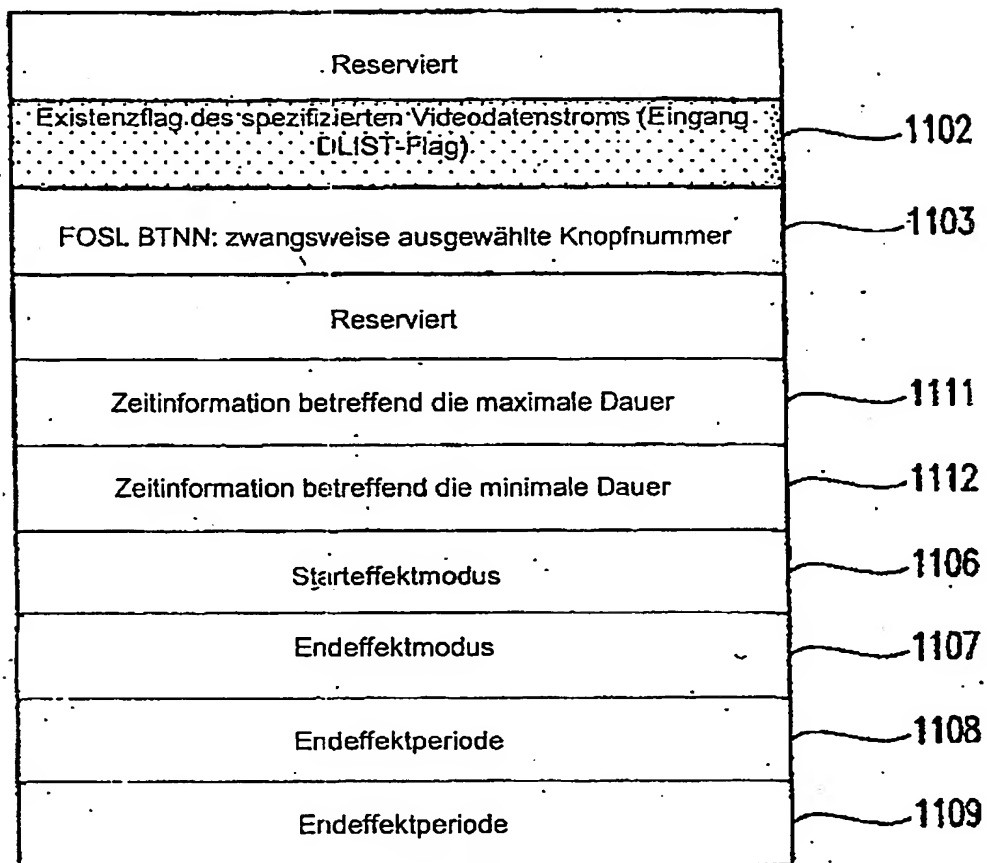 Reserviert
Existenzflag des spezifizierten Videodatenstroms (Eingang
DLIST-Flag)
1102
FOSL BTNN: zwangsweise ausgewählte Knopfnummer
1103
Reserviert
Zeitinformation betreffend die maximale Dauer
1111
Zeitinformation betreffend die minimale Dauer
1112
Starteffektmodus
1106
Endeffektmodus
1107
Endeffektperiode
1108
Endeffektperiode
1109